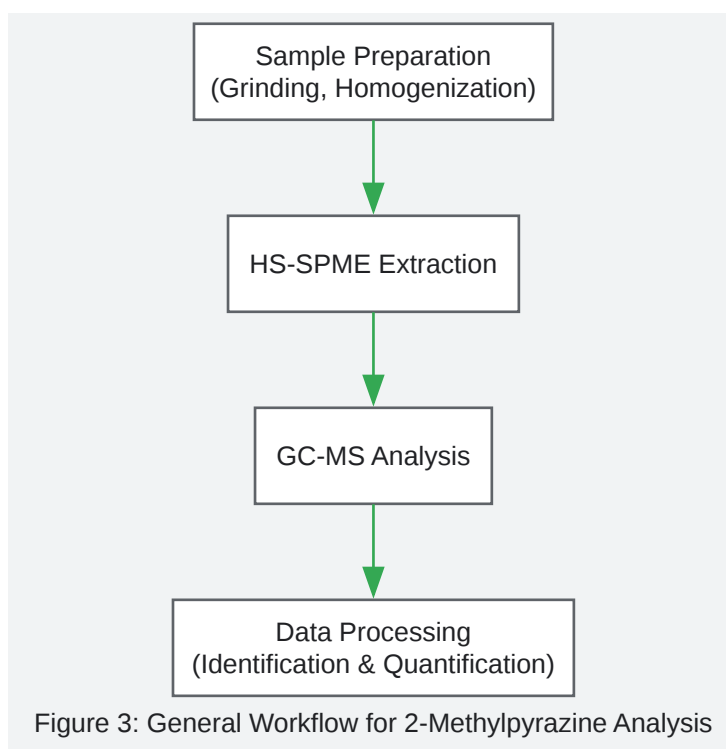 Sample Preparation
(Grinding, Homogenization)
HS-SPME Extraction
GC-MS Analysis
Data Processing
(Identification & Quantification)
Figure 3: General Workflow for 2-Methylpyrazine Analysis